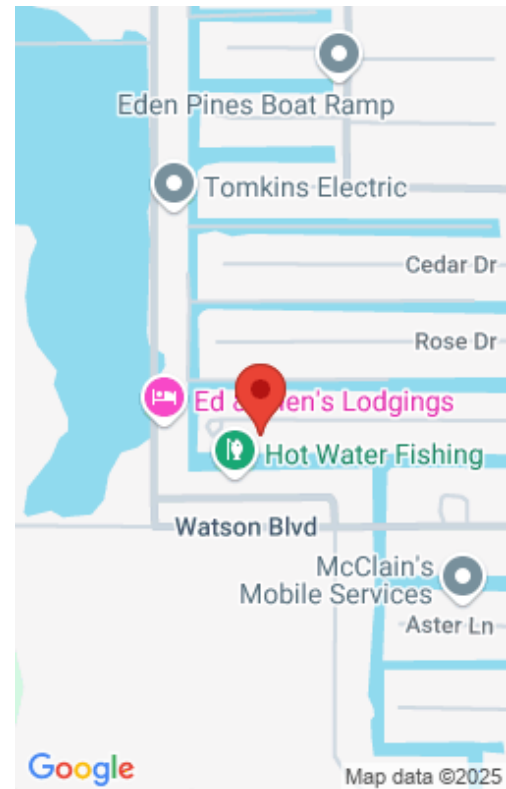 Eden Pines Boat Ramp
Tomkins Electric
Cedar Dr
Rose Dr
Ed & en's Lodgings
Hot Water Fishing
Watson Blvd
McClain's
Mobile Services
Aster Ln
Google
Map data ©2025